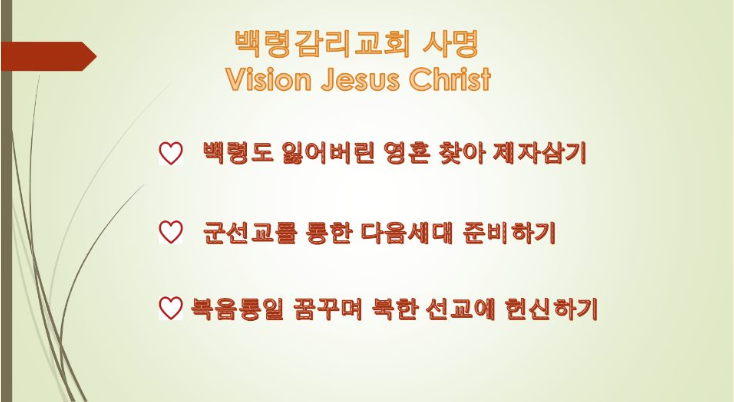 백령감리교회 사명
Vision Jesus Christ
백령도 잃어버린 영혼 찾아 제자삼기
군선교를 통한 다음세대 준비하기
복음통일 꿈꾸며 북한 선교에 헌신하기